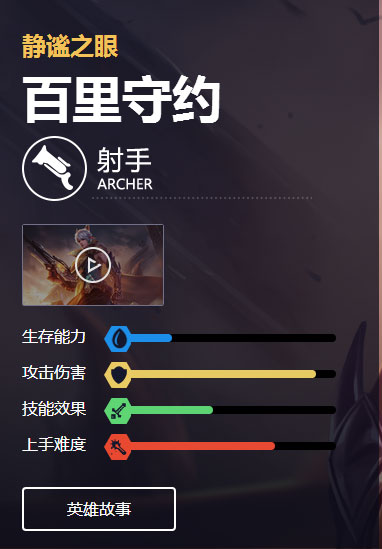 静谧之眼
百里守约
射手
ARCHER
生存能力
攻击伤害
技能效果
上手难度
英雄故事